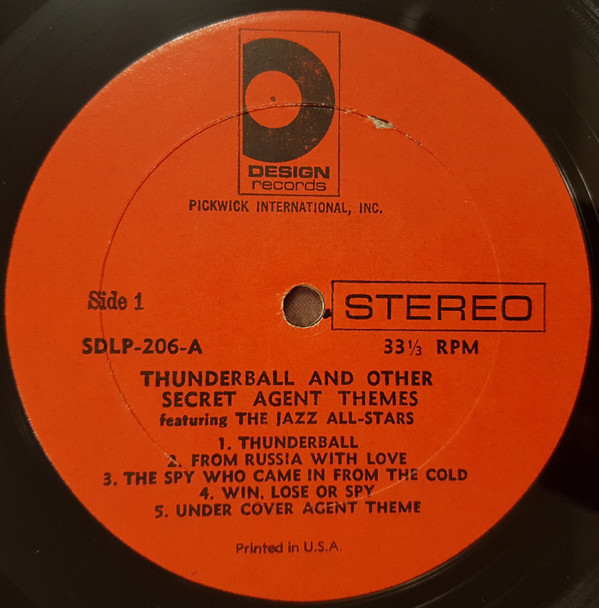 DESIGN
records
PICKWICK INTERNATIONAL, INC.
Side 1
STEREO
SDLP-206-A
33⅓ RPM
THUNDERBALL AND OTHER
SECRET AGENT THEMES
featuring THE JAZZ ALL-STARS
1. THUNDERBALL
2. FROM RUSSIA WITH LOVE
3. THE SPY WHO CAME IN FROM THE COLD
4. WIN, LOSE OR SPY
5. UNDER COVER AGENT THEME
Printed in U.S.A.